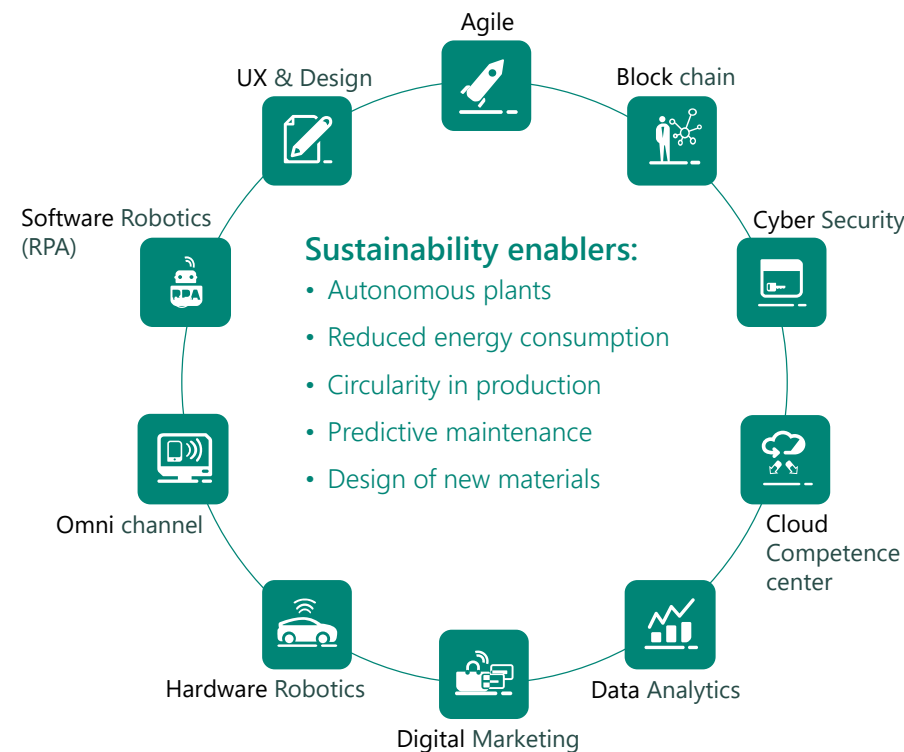 Agile
UX & Design
Block chain
Software Robotics
(RPA)
Cyber Security
RPA
Sustainability enablers:
• Autonomous plants
• Reduced energy consumption
• Circularity in production
• Predictive maintenance
• Design of new materials
Omni channel
Cloud
Competence
center
Hardware Robotics
Data Analytics
Digital Marketing